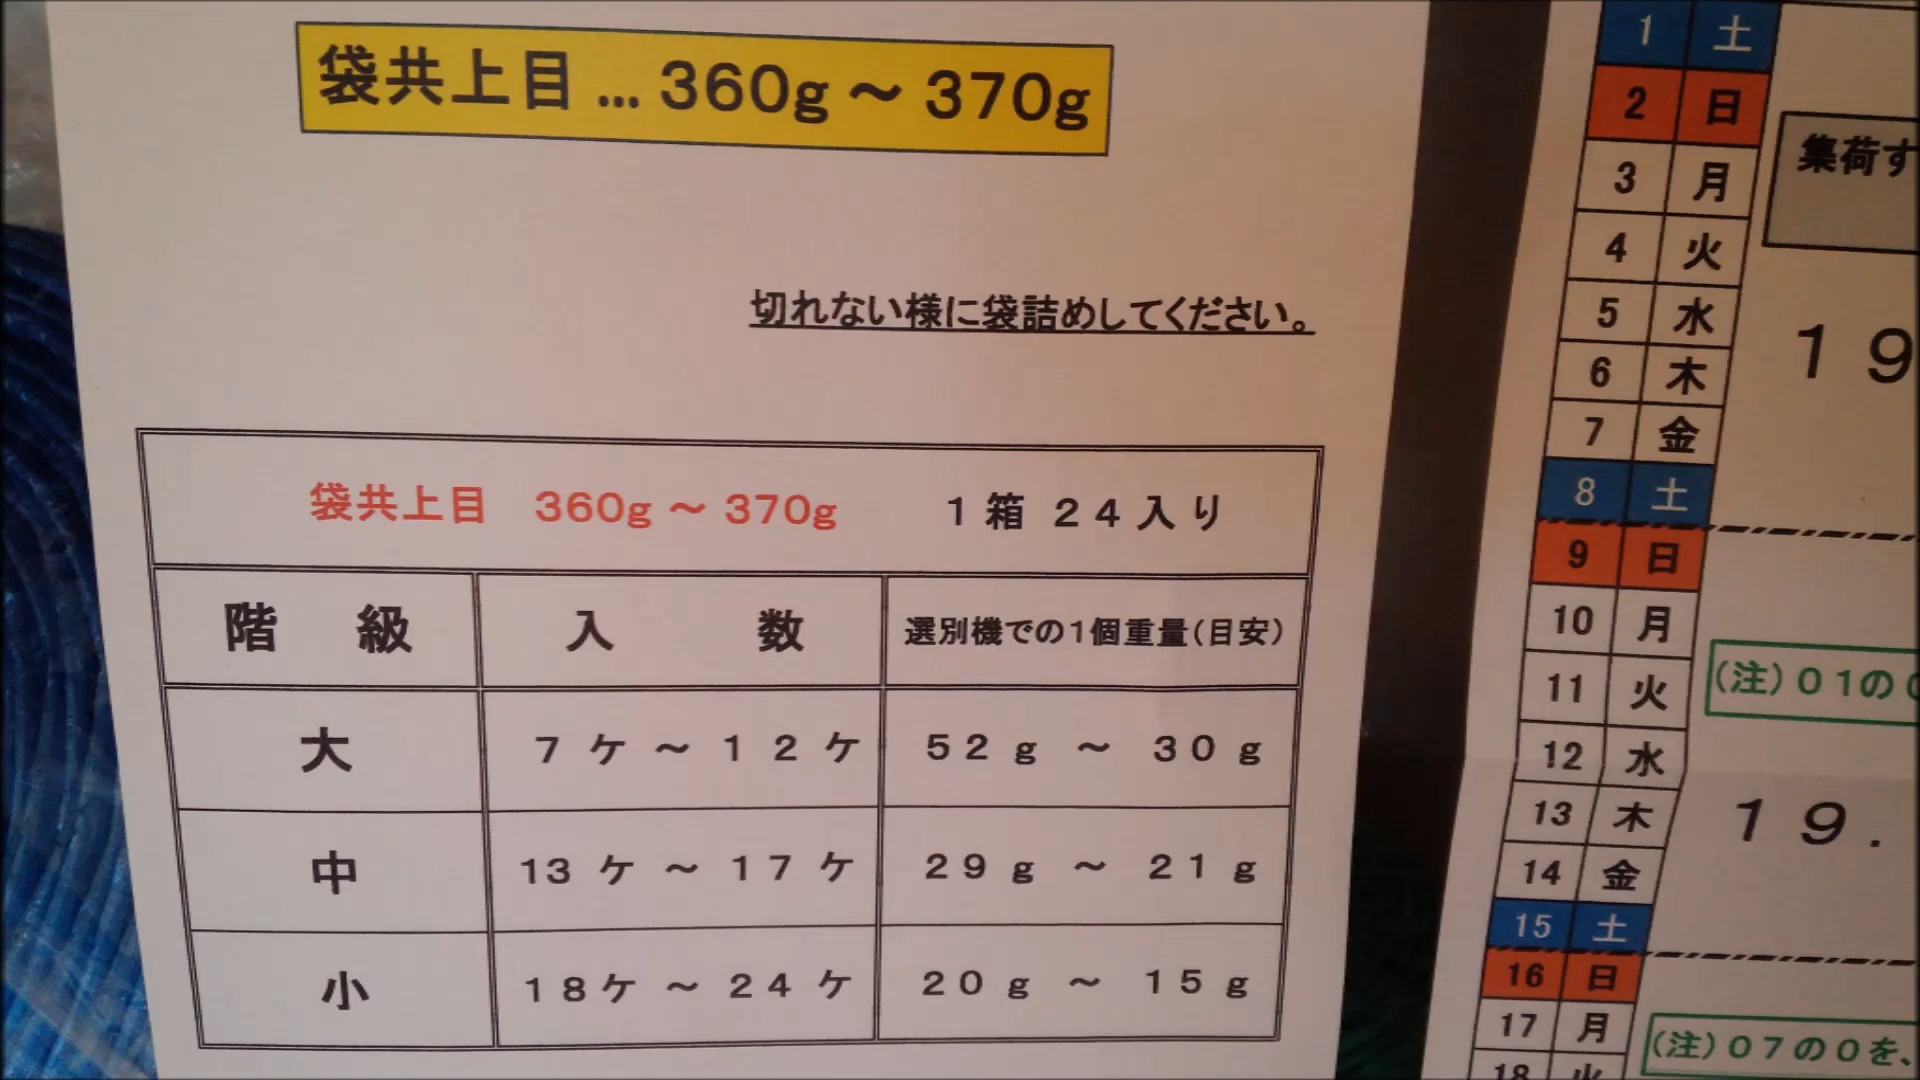 袋共上目 … 360g ～ 370g
切れない様に袋詰めしてください。
袋共上目 360g ～ 370g 1箱 24入り
階級 入数 選別機での1個重量(目安)
大 7ケ ～ 12ケ 52g ～ 30g
中 13ケ ～ 17ケ 29g ～ 21g
小 18ケ ～ 24ケ 20g ～ 15g
1 土
2 日
集荷す
3 月
4 火
5 水
19
6 木
7 金
8 土
9 日
10 月
11 火
(注)01の
12 水
13 木
19.
14 金
15 土
16 日
17 月
(注)07の0を、
18 火